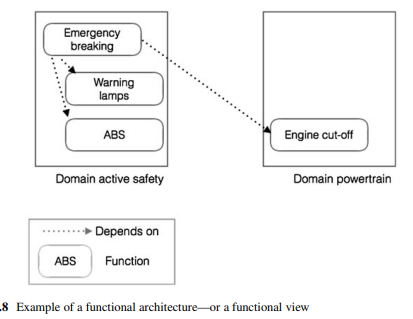 Emergency
breaking
Warning
lamps
ABS
Engine cut-off
Domain active safety
Domain powertrain
Depends on
ABS
Function
.8 Example of a functional architecture—or a functional view